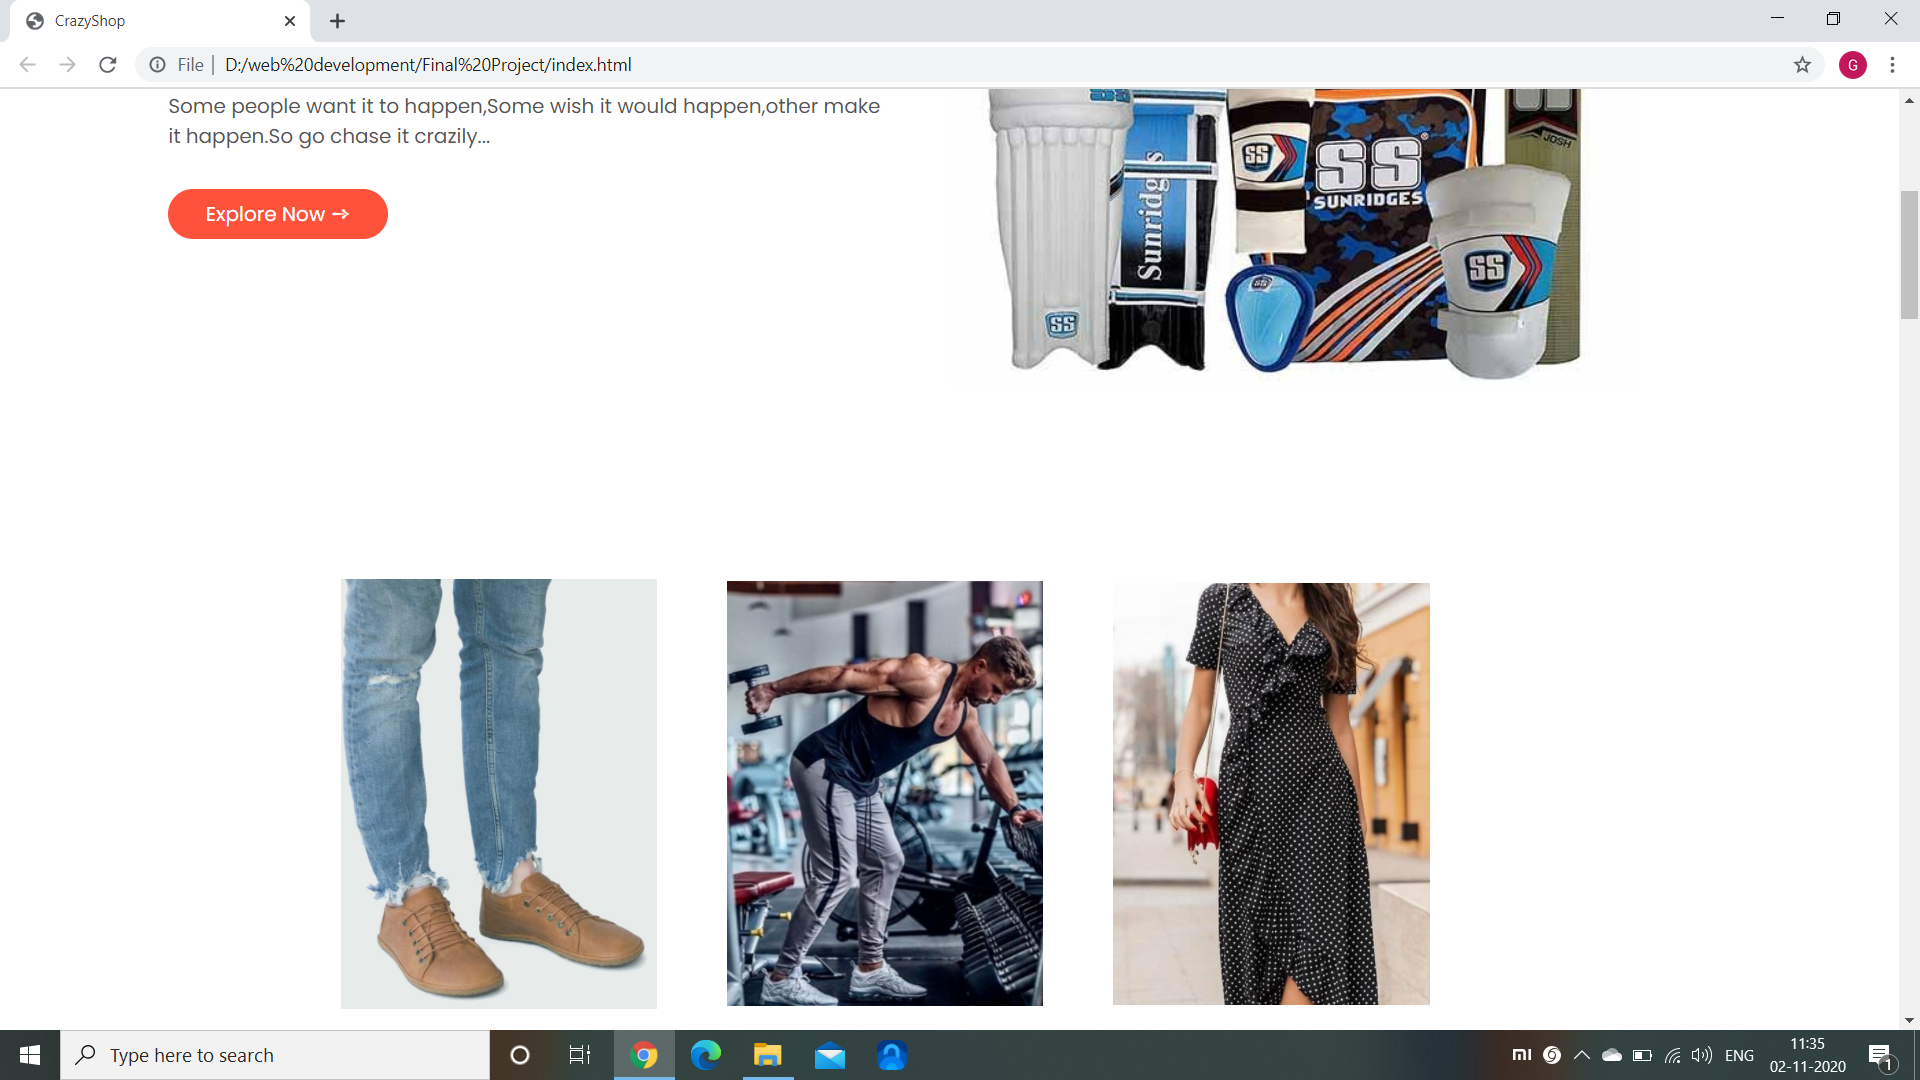 CrazyShop
File
D:/web%20development/Final%20Project/index.html
G
Some people want it to happen,Some wish it would happen,other make
it happen.So go chase it crazily...
Explore Now ➙
Sunridges
SS
SS
SUNRIDGES
®
JOSH
SS
SS
SS
Type here to search
mi
ENG
11:35
02-11-2020
1